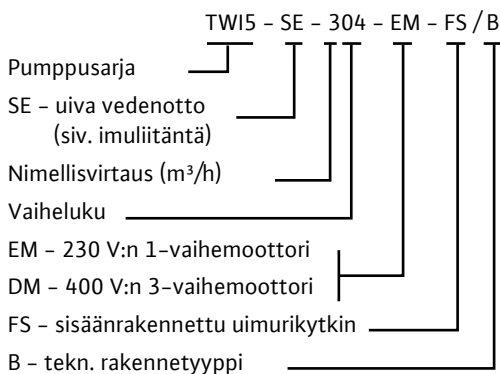 TWI5 – SE – 304 – EM – FS / B
Pumppusarja
SE – uiva vedenotto
(siv. imuliitäntä)
Nimellisvirtaus (m³/h)
Vaiheluku
EM – 230 V:n 1-vaihemoottori
DM – 400 V:n 3-vaihemoottori
FS – sisäänrakennettu uimurikytkin
B – tekn. rakennetyyppi